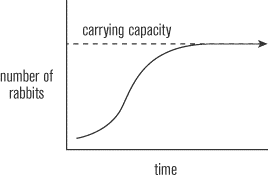 carrying capacity
number of
rabbits
time